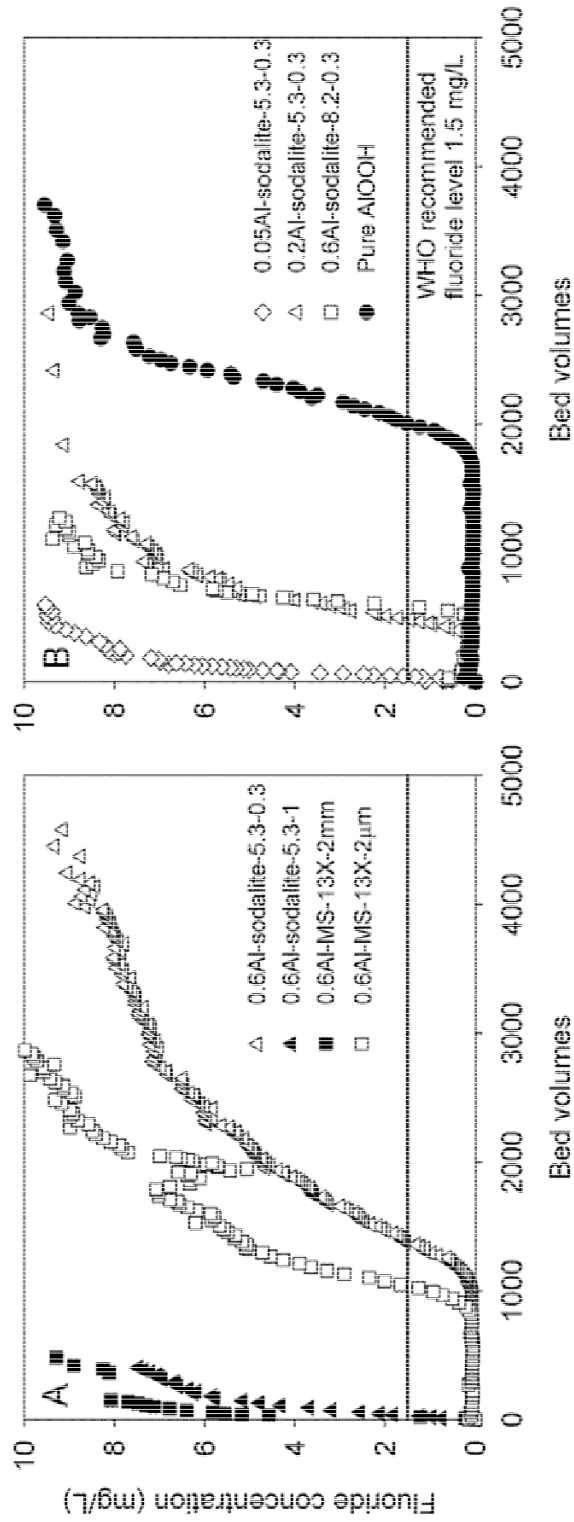 Fluoride concentration (mg/L)
10
8
6
4
2
0
A
0.6Al-sodalite-5.3-0.3
0.6Al-sodalite-5.3-1
0.6Al-MS-13X-2mm
0.6Al-MS-13X-2μm
0
1000
2000
3000
4000
5000
Bed volumes
10
8
6
4
2
0
B
0.05Al-sodalite-5.3-0.3
0.2Al-sodalite-5.3-0.3
0.6Al-sodalite-8.2-0.3
Pure AlOOH
WHO recommended
fluoride level 1.5 mg/L
0
1000
2000
3000
4000
5000
Bed volumes